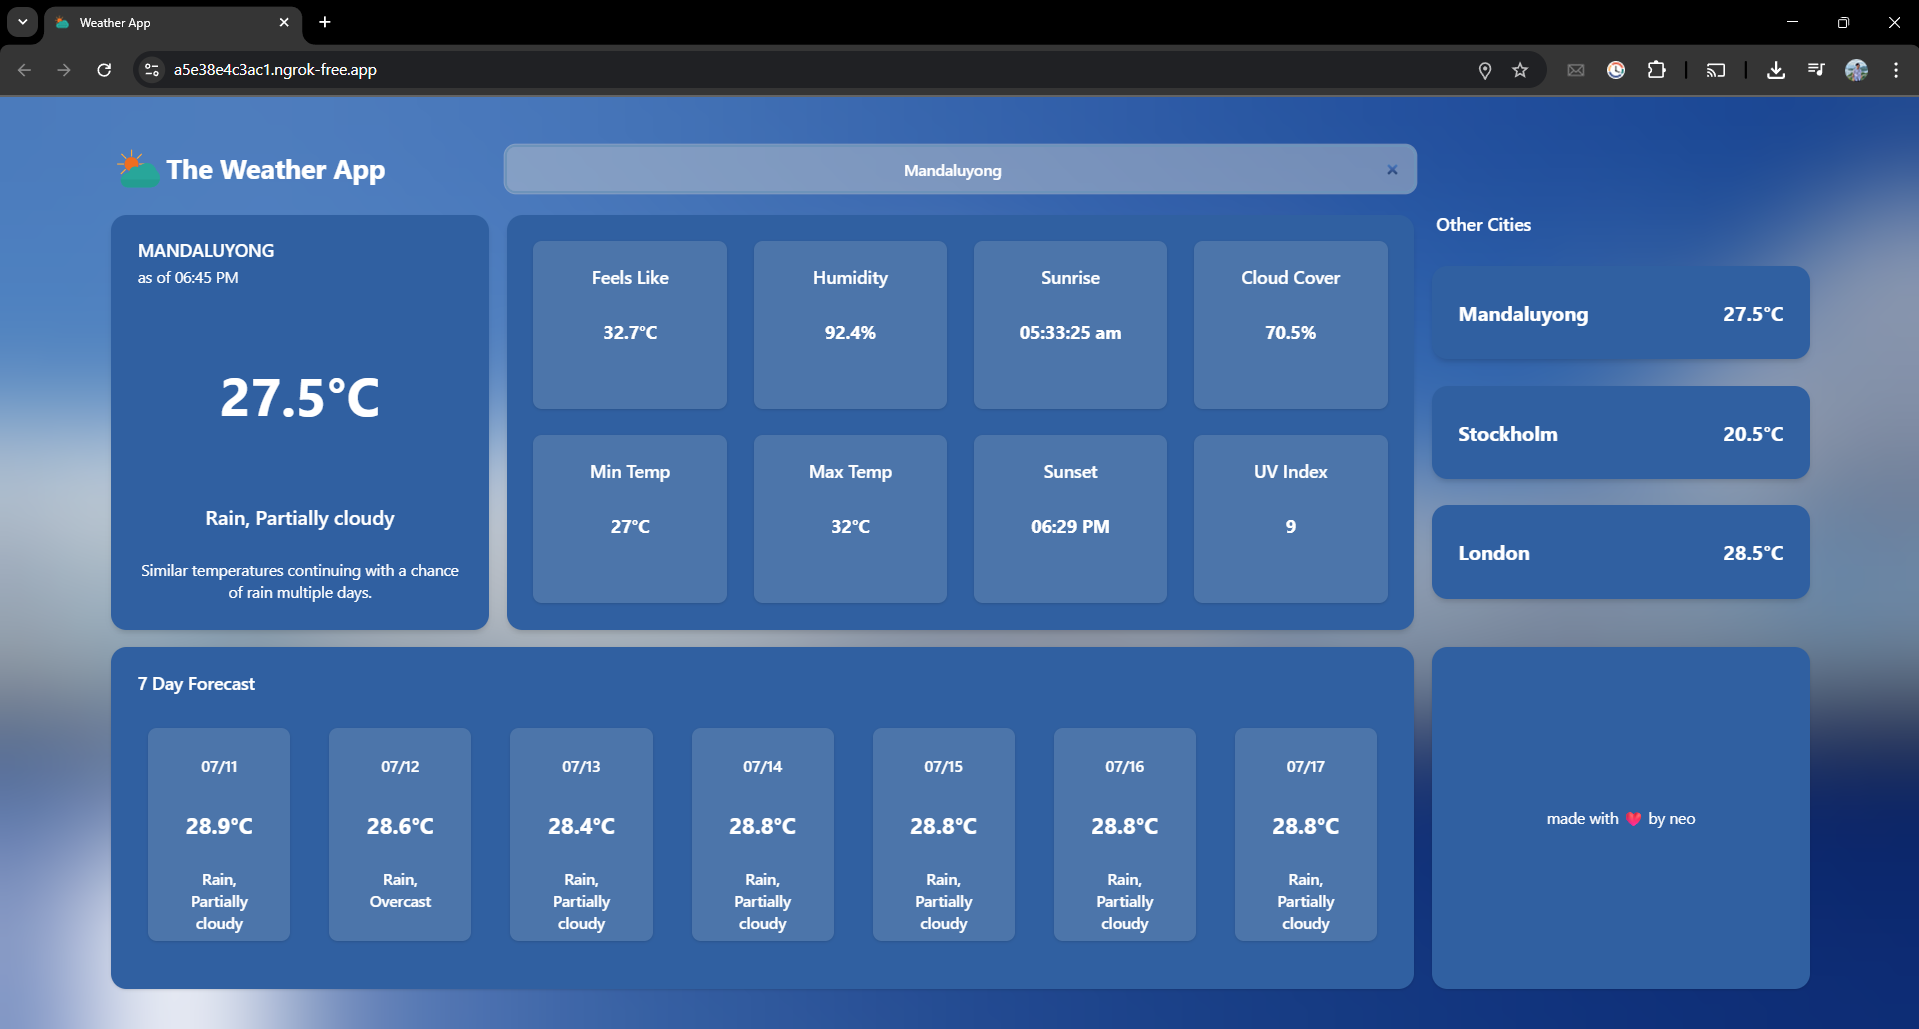 Weather App
a5e38e4c3ac1.ngrok-free.app
The Weather App
Mandaluyong
MANDALUYONG
as of 06:45 PM
27.5°C
Rain, Partially cloudy
Similar temperatures continuing with a chance
of rain multiple days.
Feels Like
32.7°C
Humidity
92.4%
Sunrise
05:33:25 am
Cloud Cover
70.5%
Min Temp
27°C
Max Temp
32°C
Sunset
06:29 PM
UV Index
9
Other Cities
Mandaluyong 27.5°C
Stockholm 20.5°C
London 28.5°C
7 Day Forecast
07/11
28.9°C
Rain,
Partially
cloudy
07/12
28.6°C
Rain,
Overcast
07/13
28.4°C
Rain,
Partially
cloudy
07/14
28.8°C
Rain,
Partially
cloudy
07/15
28.8°C
Rain,
Partially
cloudy
07/16
28.8°C
Rain,
Partially
cloudy
07/17
28.8°C
Rain,
Partially
cloudy
made with 💖 by neo